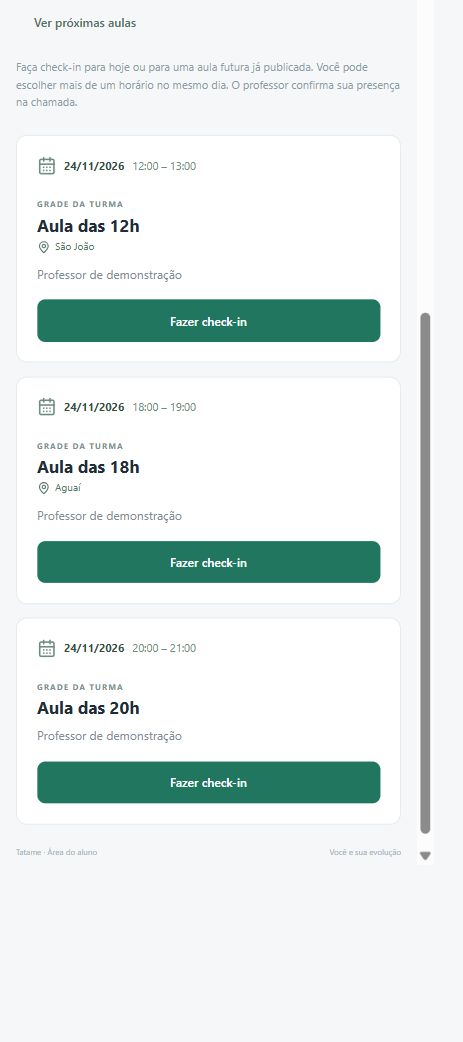 Ver próximas aulas
Faça check-in para hoje ou para uma aula futura já publicada. Você pode
escolher mais de um horário no mesmo dia. O professor confirma sua presença
na chamada.
24/11/2026 12:00 – 13:00
GRADE DA TURMA
Aula das 12h
São João
Professor de demonstração
Fazer check-in
24/11/2026 18:00 – 19:00
GRADE DA TURMA
Aula das 18h
Aguaí
Professor de demonstração
Fazer check-in
24/11/2026 20:00 – 21:00
GRADE DA TURMA
Aula das 20h
Professor de demonstração
Fazer check-in
Tatame · Área do aluno
Você e sua evolução